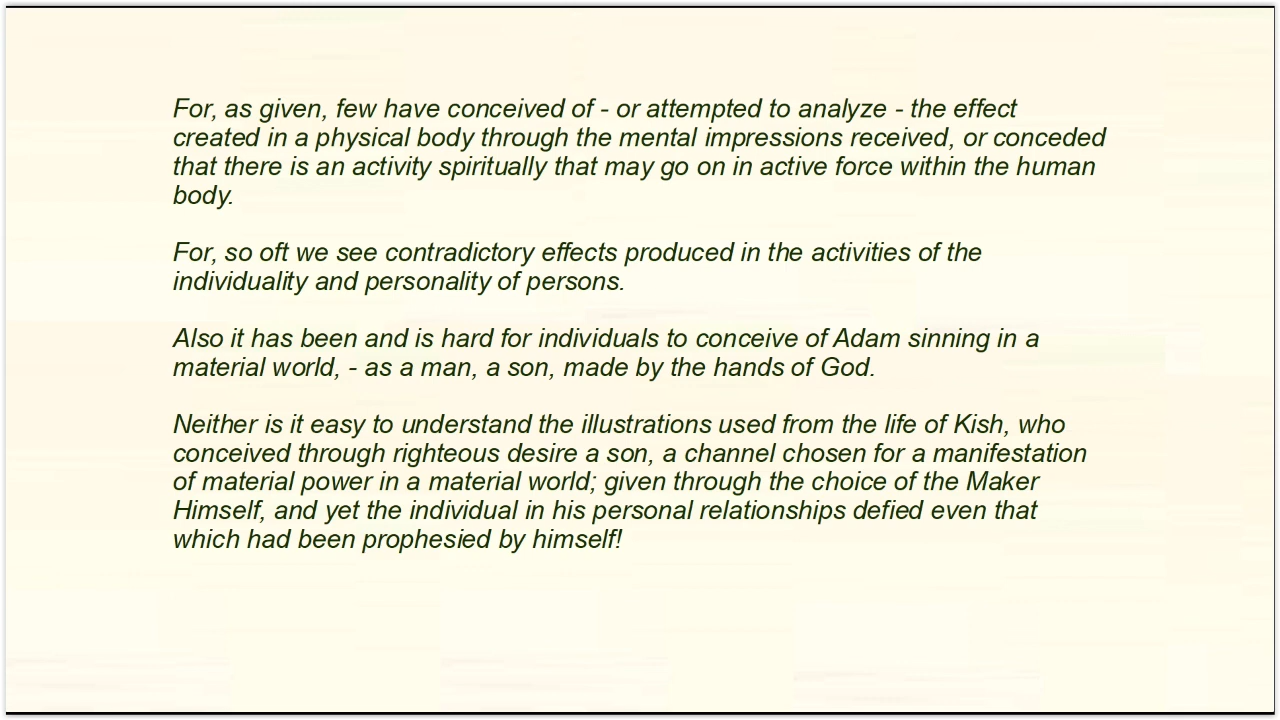 For, as given, few have conceived of - or attempted to analyze - the effect
created in a physical body through the mental impressions received, or conceded
that there is an activity spiritually that may go on in active force within the human
body.
For, so oft we see contradictory effects produced in the activities of the
individuality and personality of persons.
Also it has been and is hard for individuals to conceive of Adam sinning in a
material world, - as a man, a son, made by the hands of God.
Neither is it easy to understand the illustrations used from the life of Kish, who
conceived through righteous desire a son, a channel chosen for a manifestation
of material power in a material world; given through the choice of the Maker
Himself, and yet the individual in his personal relationships defied even that
which had been prophesied by himself!